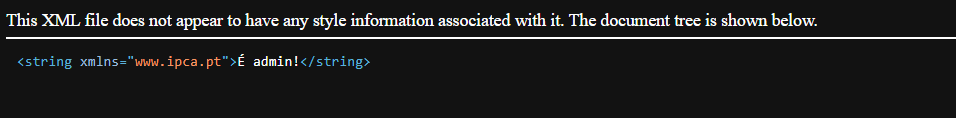 This XML file does not appear to have any style information associated with it. The document tree is shown below.
<string xmlns="www.ipca.pt">É admin!</string>